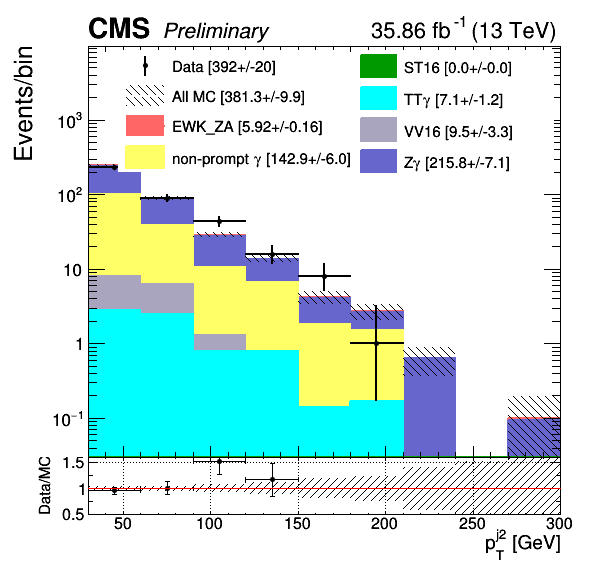 CMS Preliminary 35.86 fb⁻¹ (13 TeV)
Events/bin
Data [392+/-20]
All MC [381.3+/-9.9]
EWK_ZA [5.92+/-0.16]
non-prompt γ [142.9+/-6.0]
ST16 [0.0+/-0.0]
TTγ [7.1+/-1.2]
VV16 [9.5+/-3.3]
Zγ [215.8+/-7.1]
10³
10²
10
1
10⁻¹
Data/MC
1.5
1
0.5
50 100 150 200 250 300
p_T^j2 [GeV]